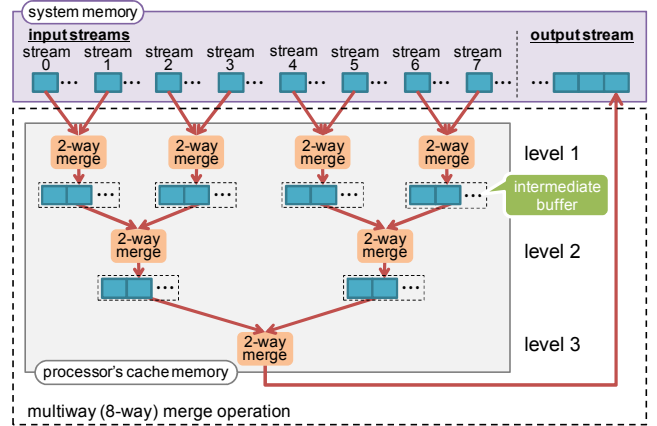 system memory
input streams
output stream
stream 0
stream 1
stream 2
stream 3
stream 4
stream 5
stream 6
stream 7
... ... ... ... ... ... ... ... ...
2-way merge
2-way merge
2-way merge
2-way merge
level 1
... ... ... ...
intermediate buffer
2-way merge
2-way merge
level 2
... ...
2-way merge
level 3
processor's cache memory
multiway (8-way) merge operation